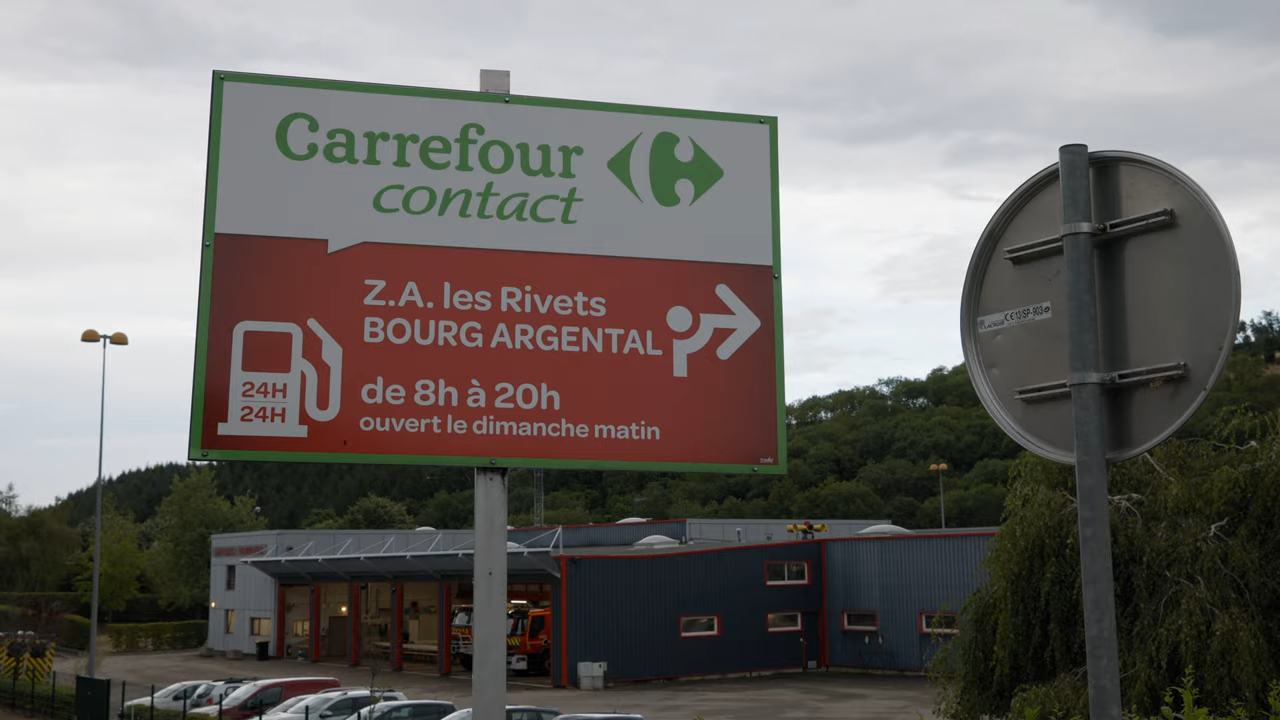 Carrefour
contact
Z.A. les Rivets
BOURG ARGENTAL
24H
24H
de 8h à 20h
ouvert le dimanche matin